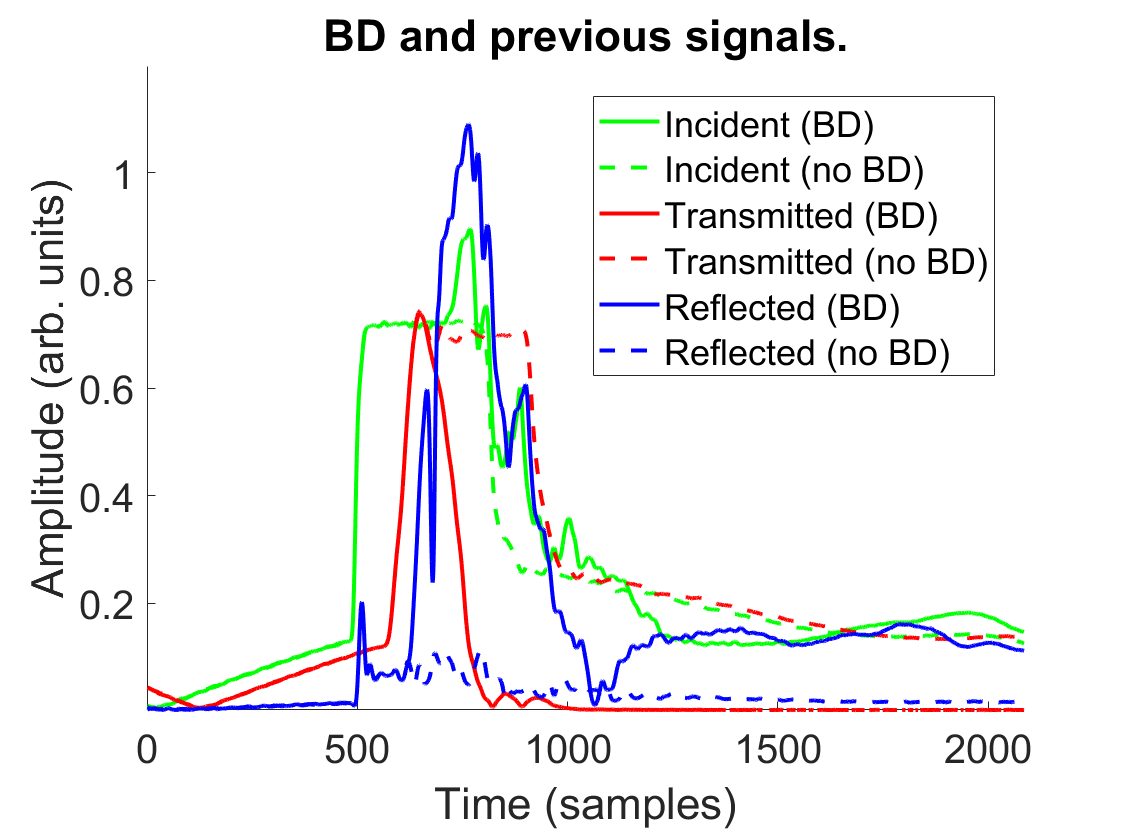 BD and previous signals.
Incident (BD)
Incident (no BD)
Transmitted (BD)
Transmitted (no BD)
Reflected (BD)
Reflected (no BD)
Amplitude (arb. units)
1
0.8
0.6
0.4
0.2
0 500 1000 1500 2000
Time (samples)